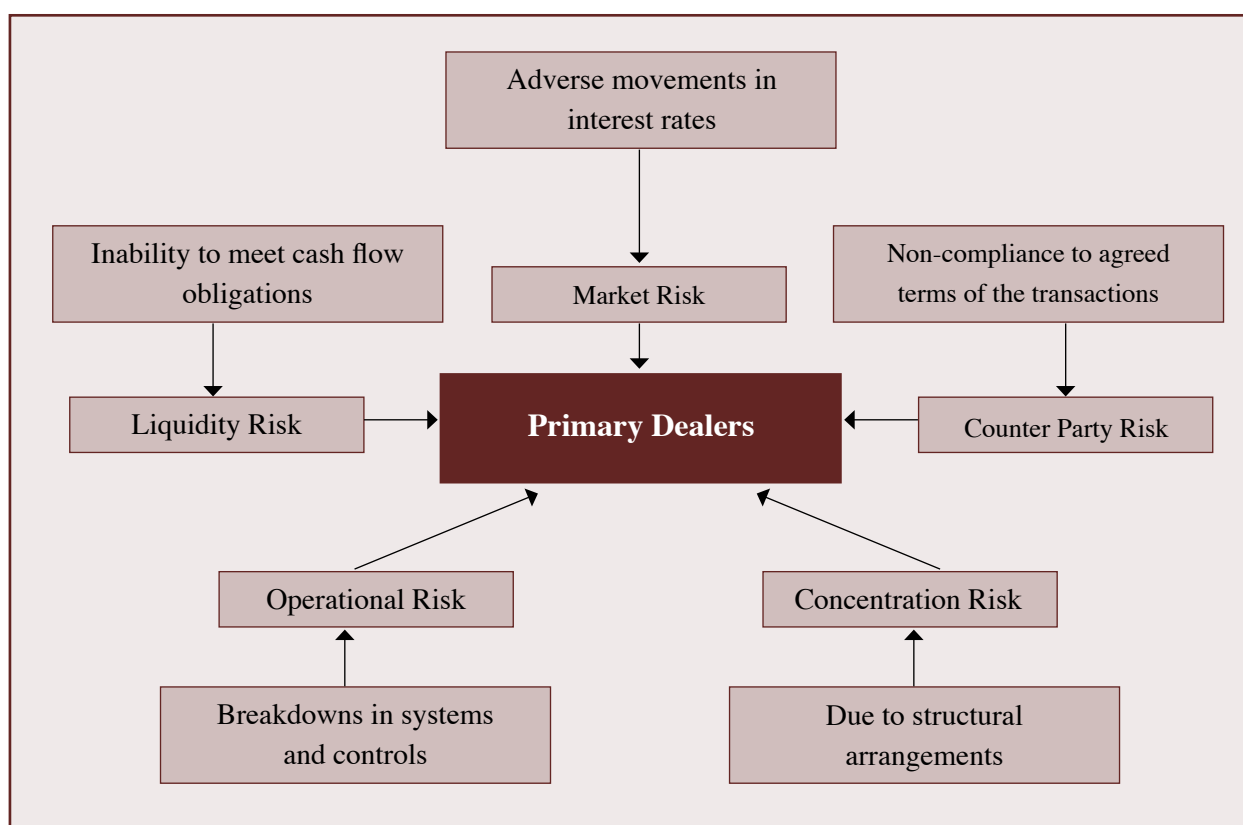 Adverse movements in
interest rates
Inability to meet cash flow
obligations
Market Risk
Non-compliance to agreed
terms of the transactions
Liquidity Risk
Primary Dealers
Counter Party Risk
Operational Risk
Concentration Risk
Breakdowns in systems
and controls
Due to structural
arrangements